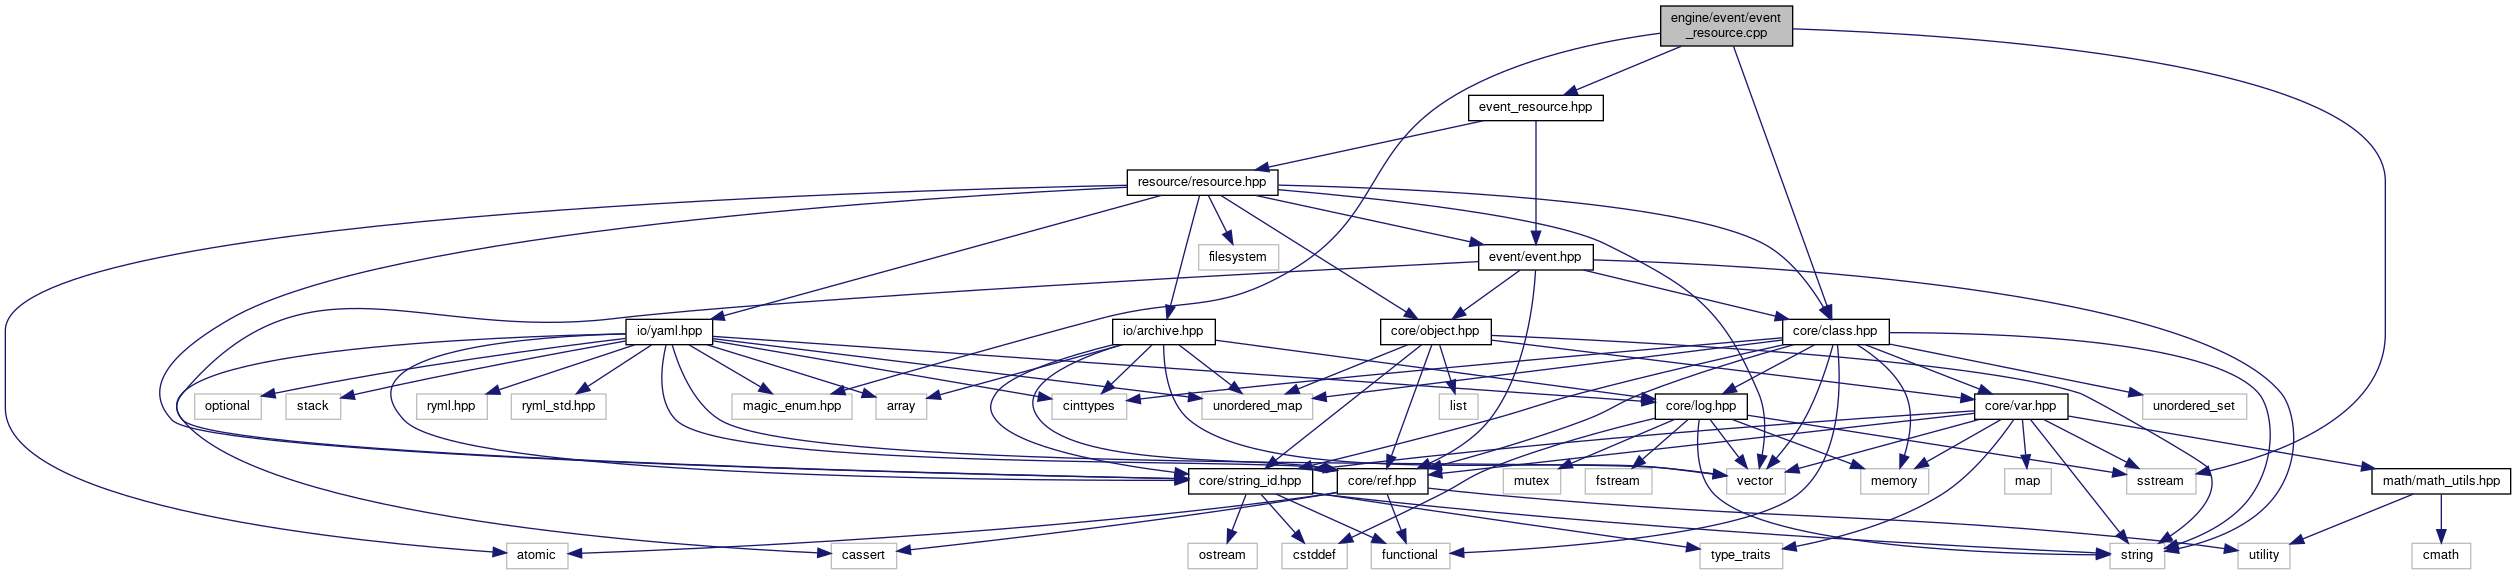 engine/event/event
_resource.cpp
event_resource.hpp
resource/resource.hpp
filesystem
event/event.hpp
io/yaml.hpp
io/archive.hpp
core/object.hpp
core/class.hpp
optional
stack
ryml.hpp
ryml_std.hpp
magic_enum.hpp
array
cinttypes
unordered_map
list
core/log.hpp
core/var.hpp
unordered_set
core/string_id.hpp
core/ref.hpp
mutex
fstream
vector
memory
map
sstream
math/math_utils.hpp
atomic
cassert
ostream
cstddef
functional
type_traits
string
utility
cmath